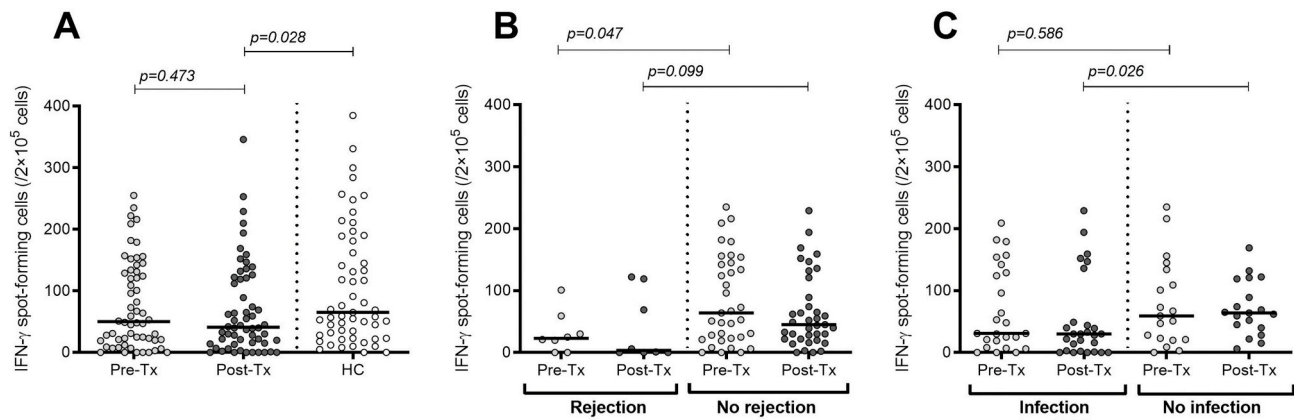 A
p=0.028
p=0.473
IFN-γ spot-forming cells (/2×10⁵ cells)
400
300
200
100
0
Pre-Tx Post-Tx HC
B
p=0.047
p=0.099
IFN-γ spot-forming cells (/2×10⁵ cells)
400
300
200
100
0
Pre-Tx Post-Tx Pre-Tx Post-Tx
Rejection No rejection
C
p=0.586
p=0.026
IFN-γ spot-forming cells (/2×10⁵ cells)
400
300
200
100
0
Pre-Tx Post-Tx Pre-Tx Post-Tx
Infection No infection